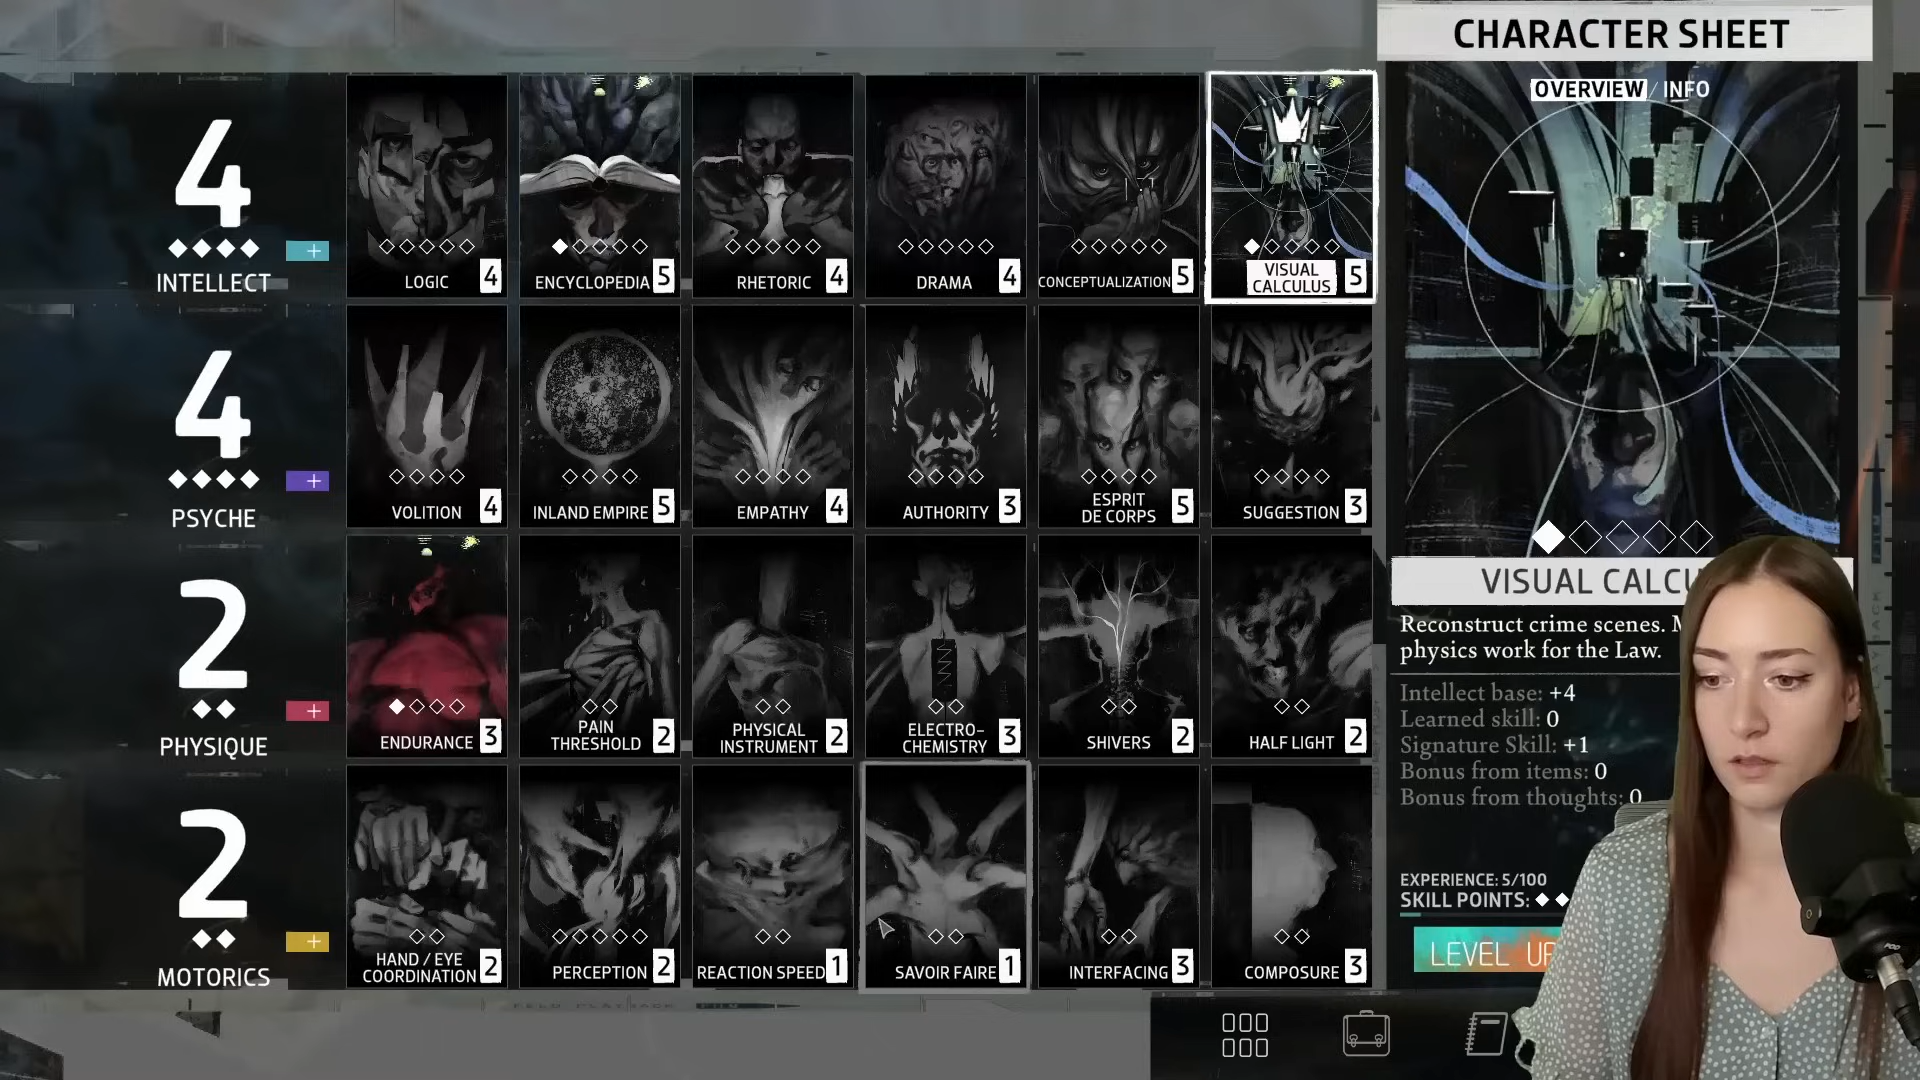 CHARACTER SHEET
OVERVIEW / INFO
4
INTELLECT
+
LOGIC 4
ENCYCLOPEDIA 5
RHETORIC 4
DRAMA 4
CONCEPTUALIZATION 5
VISUAL
CALCULUS 5
4
PSYCHE
+
VOLITION 4
INLAND EMPIRE 5
EMPATHY 4
AUTHORITY 3
ESPRIT
DE CORPS 5
SUGGESTION 3
2
PHYSIQUE
+
ENDURANCE 3
PAIN
THRESHOLD 2
PHYSICAL
INSTRUMENT 2
ELECTRO-
CHEMISTRY 3
SHIVERS 2
HALF LIGHT 2
2
MOTORICS
+
HAND / EYE
COORDINATION 2
PERCEPTION 2
REACTION SPEED 1
SAVOIR FAIRE 1
INTERFACING 3
COMPOSURE 3
VISUAL CALCU
Reconstruct crime scenes. M
physics work for the Law.
Intellect base: +4
Learned skill: 0
Signature Skill: +1
Bonus from items: 0
Bonus from thoughts: 0
EXPERIENCE: 5/100
SKILL POINTS:
LEVEL UP